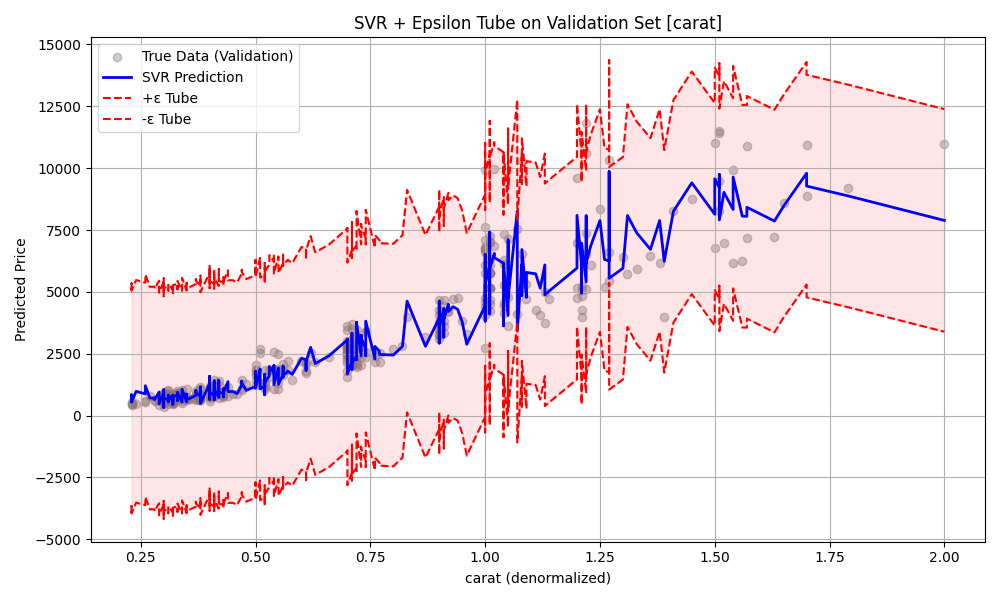 SVR + Epsilon Tube on Validation Set [carat]
True Data (Validation)
SVR Prediction
+ε Tube
-ε Tube
Predicted Price
15000
12500
10000
7500
5000
2500
0
−2500
−5000
0.25 0.50 0.75 1.00 1.25 1.50 1.75 2.00
carat (denormalized)